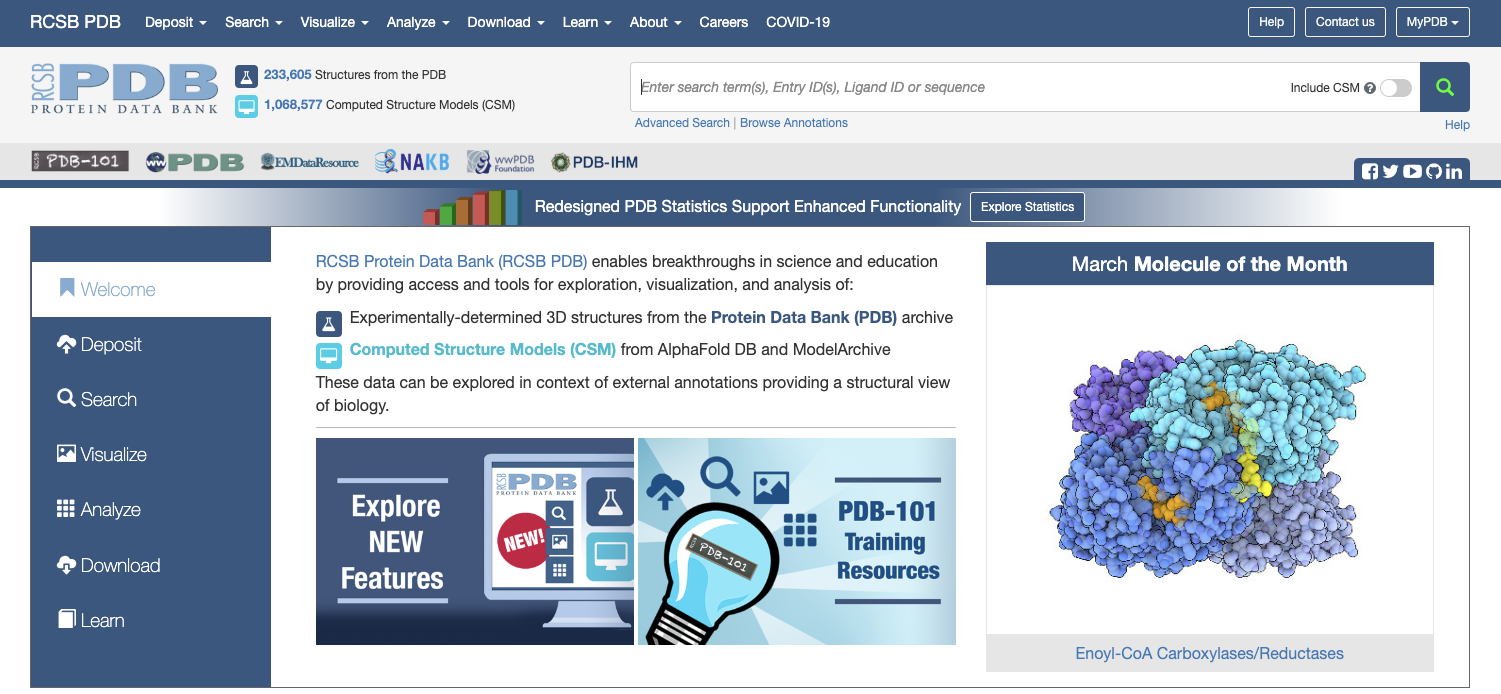 RCSB PDB Deposit Search Visualize Analyze Download Learn About Careers COVID-19 Help Contact us MyPDB
RCSB PDB
PROTEIN DATA BANK
233,605 Structures from the PDB
1,068,577 Computed Structure Models (CSM)
Enter search term(s), Entry ID(s), Ligand ID or sequence
Include CSM ?
Advanced Search | Browse Annotations
Help
PDB-101 wwPDB EMDataResource NAKB wwPDB Foundation PDB-IHM
Redesigned PDB Statistics Support Enhanced Functionality Explore Statistics
Welcome
Deposit
Search
Visualize
Analyze
Download
Learn
RCSB Protein Data Bank (RCSB PDB) enables breakthroughs in science and education
by providing access and tools for exploration, visualization, and analysis of:
Experimentally-determined 3D structures from the Protein Data Bank (PDB) archive
Computed Structure Models (CSM) from AlphaFold DB and ModelArchive
These data can be explored in context of external annotations providing a structural view
of biology.
Explore
NEW
Features
RCSB PDB
PROTEIN DATA BANK
NEW!
PDB-101
PDB-101
Training
Resources
March Molecule of the Month
Enoyl-CoA Carboxylases/Reductases